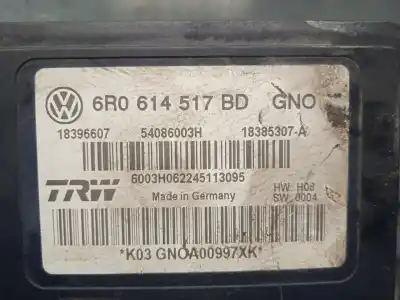 6R0 614 517 BD GNO
18396607 54086003H 18385307-A
6003H062245113095
TRW Made in Germany HW H08
SW 0004
*K03 GNOA00997XK*